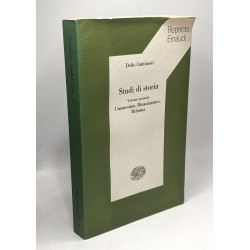 Reprints
Einaudi
Delio Cantimori
Studi di storia
Volume secondo
Umanesimo, Rinascimento,
Riforma